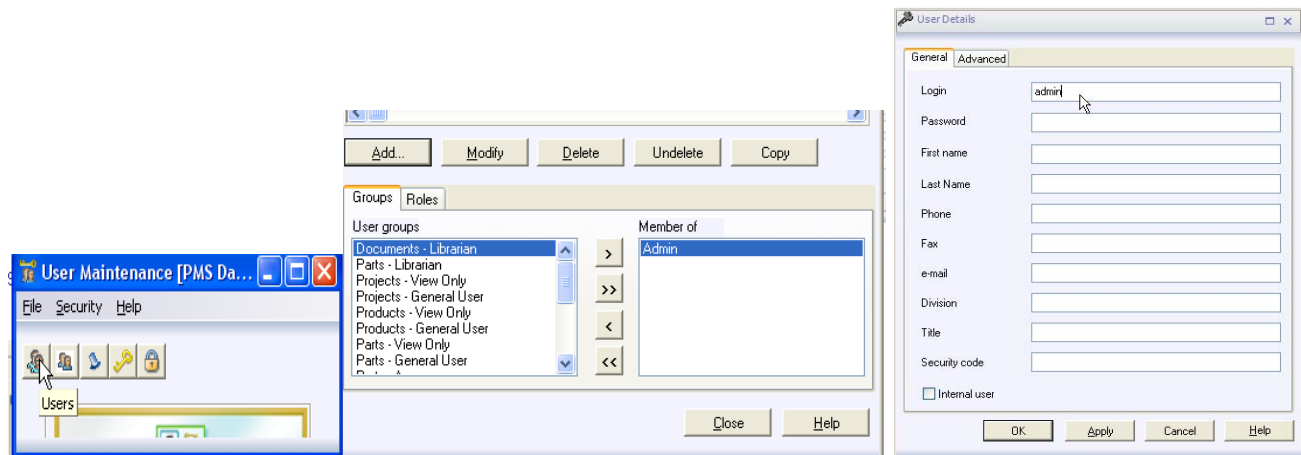 User Maintenance [PMS Da...
File Security Help
Users
Add... Modify Delete Undelete Copy
Groups Roles
User groups
Member of
Documents - Librarian
Parts - Librarian
Projects - View Only
Projects - General User
Products - View Only
Products - General User
Parts - View Only
Parts - General User
>
>>
<
<<
Admin
Close Help
User Details
General Advanced
Login admin
Password
First name
Last Name
Phone
Fax
e-mail
Division
Title
Security code
Internal user
OK Apply Cancel Help